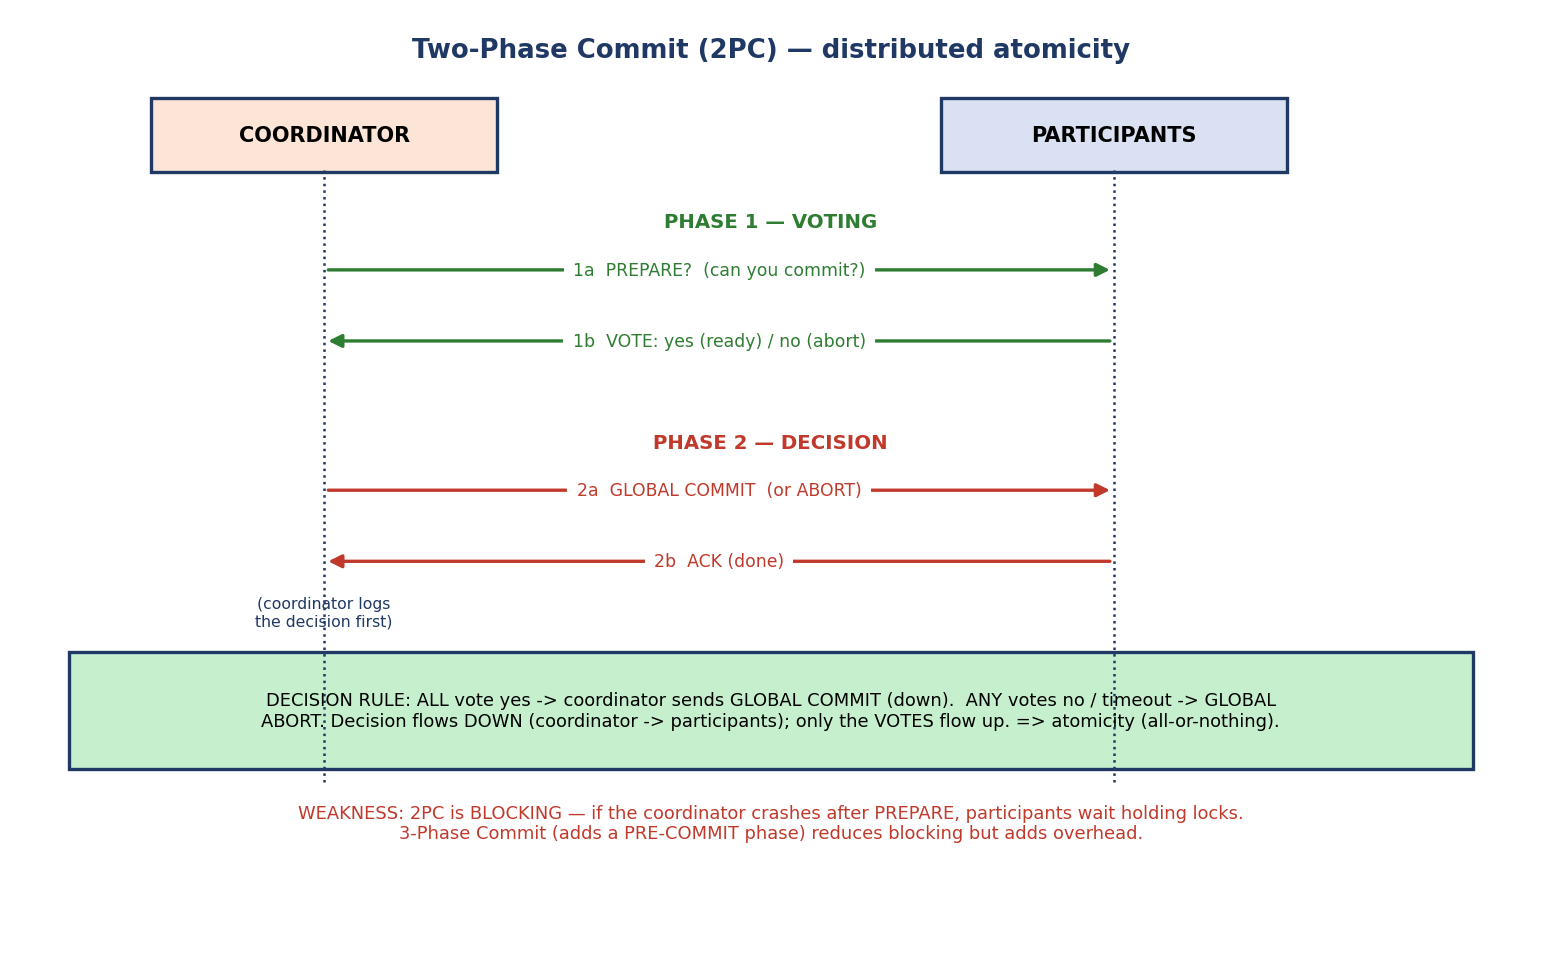 Two-Phase Commit (2PC) — distributed atomicity
COORDINATOR
PARTICIPANTS
PHASE 1 — VOTING
1a  PREPARE?  (can you commit?)
1b  VOTE: yes (ready) / no (abort)
PHASE 2 — DECISION
2a  GLOBAL COMMIT  (or ABORT)
2b  ACK (done)
(coordinator logs
the decision first)
DECISION RULE: ALL vote yes -> coordinator sends GLOBAL COMMIT (down).  ANY votes no / timeout -> GLOBAL
ABORT. Decision flows DOWN (coordinator -> participants); only the VOTES flow up. => atomicity (all-or-nothing).
WEAKNESS: 2PC is BLOCKING — if the coordinator crashes after PREPARE, participants wait holding locks.
3-Phase Commit (adds a PRE-COMMIT phase) reduces blocking but adds overhead.